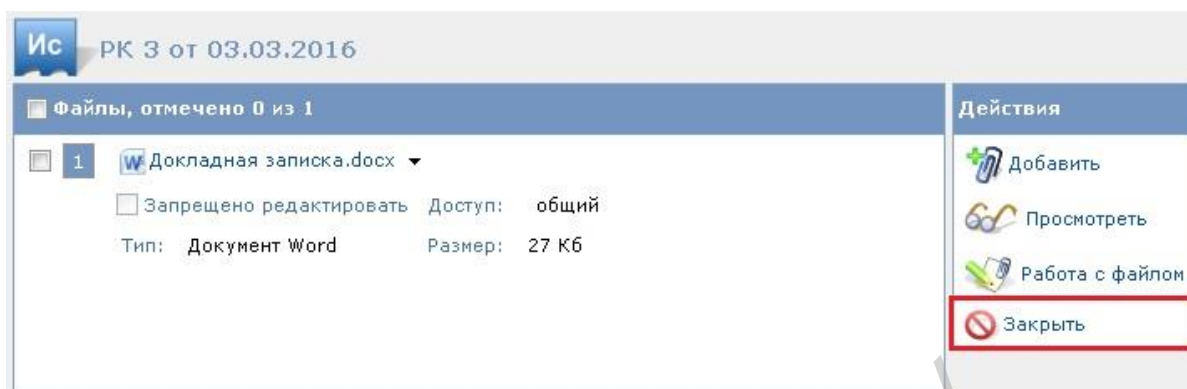 Ис
РК 3 от 03.03.2016
Файлы, отмечено 0 из 1
1 Докладная записка.docx
Запрещено редактировать Доступ: общий
Тип: Документ Word Размер: 27 Кб
Действия
Добавить
Просмотреть
Работа с файлом
Закрыть